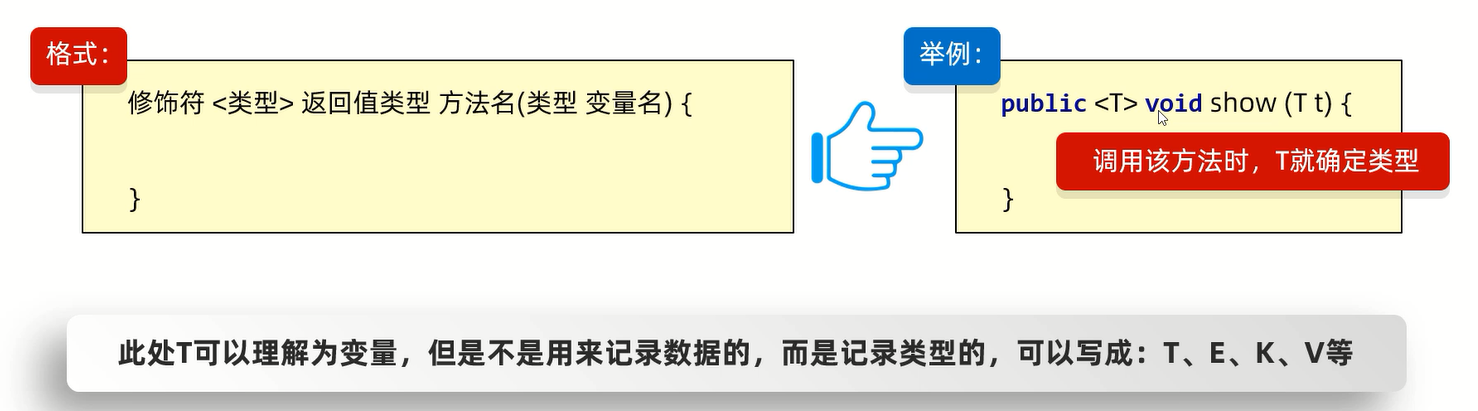 格式：
修饰符 <类型> 返回值类型 方法名(类型 变量名) {
}
举例：
public <T> void show (T t) {
调用该方法时，T就确定类型
}
此处T可以理解为变量，但是不是用来记录数据的，而是记录类型的，可以写成：T、E、K、V等